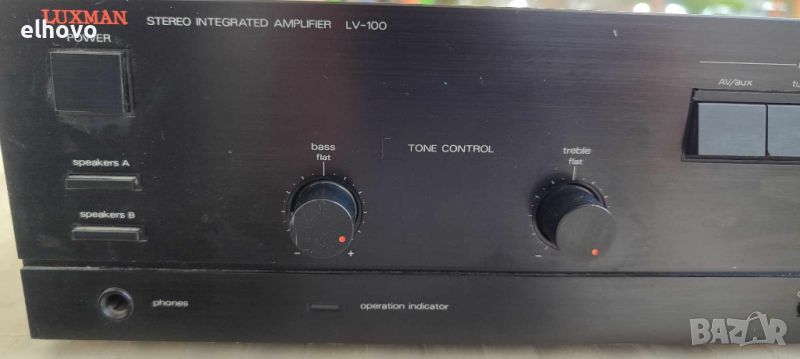 LUXMAN STEREO INTEGRATED AMPLIFIER LV-100
elhovo
POWER
AV/aux
bass
flat
TONE CONTROL
treble
flat
speakers A
speakers B
- +
-
phones
operation indicator
BAZAR